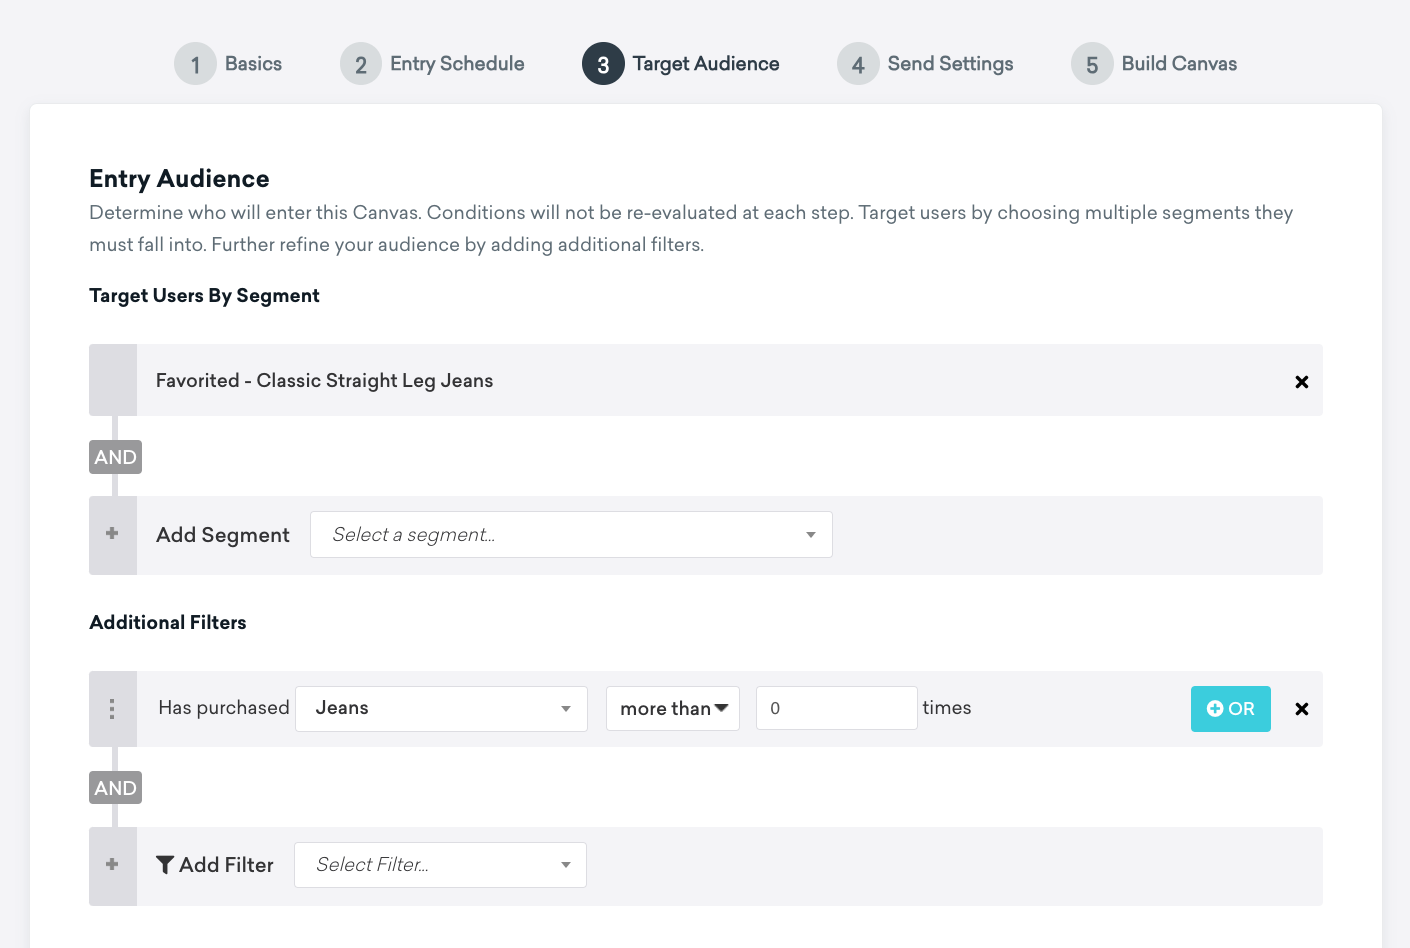 1 Basics 2 Entry Schedule 3 Target Audience 4 Send Settings 5 Build Canvas
Entry Audience
Determine who will enter this Canvas. Conditions will not be re-evaluated at each step. Target users by choosing multiple segments they
must fall into. Further refine your audience by adding additional filters.
Target Users By Segment
Favorited - Classic Straight Leg Jeans
AND
Add Segment Select a segment...
Additional Filters
Has purchased Jeans more than 0 times OR
AND
Add Filter Select Filter...